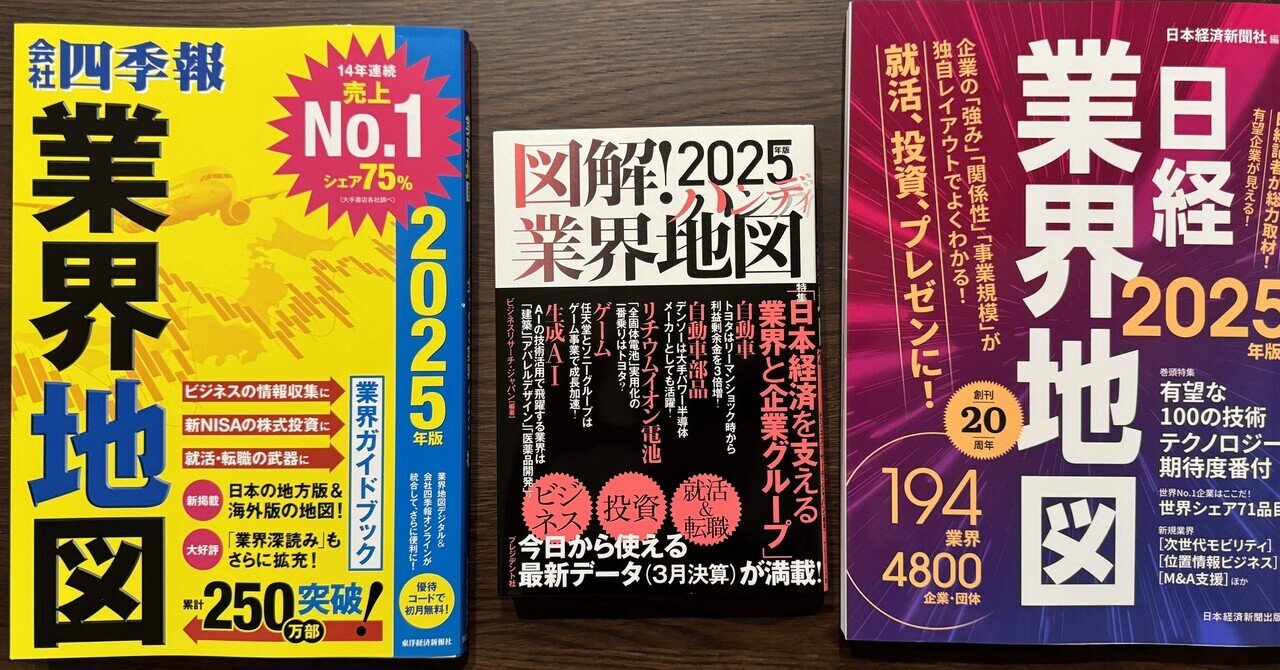 会社四季報
業界地図
14年連続
売上
No.1
シェア75%
(大手書店各社調べ)
2025年版
ビジネスの情報収集に
新NISAの株式投資に
就活・転職の武器に
業界ガイドブック
新掲載
日本の地方版&
海外版の地図!
大好評
「業界深読み」も
さらに拡充!
累計250万部突破!
業界地図デジタル&
会社四季報オンラインが
統合して、さらに便利に!
優待
コードで
初月無料!
東洋経済新報社
図解!
2025年版
ハンディ
業界地図
特集
「日本経済を支える
業界と企業グループ」
自動車
トヨタはリーマンショック時から
利益剰余金を3倍増!
自動車部品
デンソーは大手パワー半導体
メーカーとしても活躍!
リチウムイオン電池
「全固体電池」実用化の
一番乗りはトヨタ?
ゲーム
任天堂とソニーグループは
ゲーム事業で成長加速!
生成AI
AIの技術活用で飛躍する業界は
「建築」「アパレルデザイン」「医薬品開発」
ビジネスリサーチ・ジャパン[編著]
ビジネス
投資
就活
&
転職
今日から使える
最新データ(3月決算)が満載!
プレジデント社
日本経済新聞社 編
日経
業界地図
2025
年版
有望企業が見える!
企業の「強み」「関係性」「事業規模」が
独自レイアウトでよくわかる!
就活、投資、プレゼンに!
創刊
20
周年
194
業界
4800
企業・団体
巻頭特集
有望な
100の技術
テクノロジー
期待度番付
世界No.1企業はここだ!
世界シェア71品目
新規業界
[次世代モビリティ]
[位置情報ビジネス]
[M&A支援]ほか
日本経済新聞出版